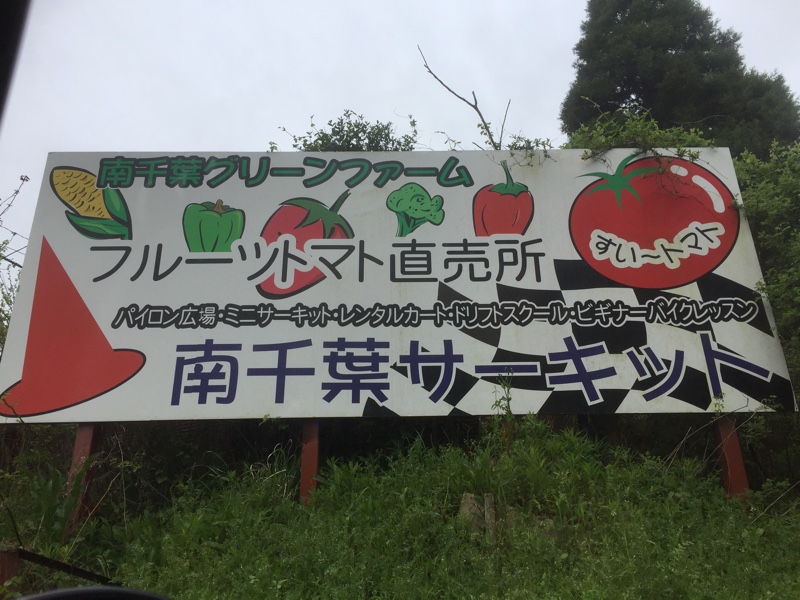 南千葉グリーンファーム
フルーツトマト直売所
すい〜トマト
パイロン広場・ミニサーキット・レンタルカート・ドリフトスクール・ビギナーバイクレッスン
南千葉サーキット